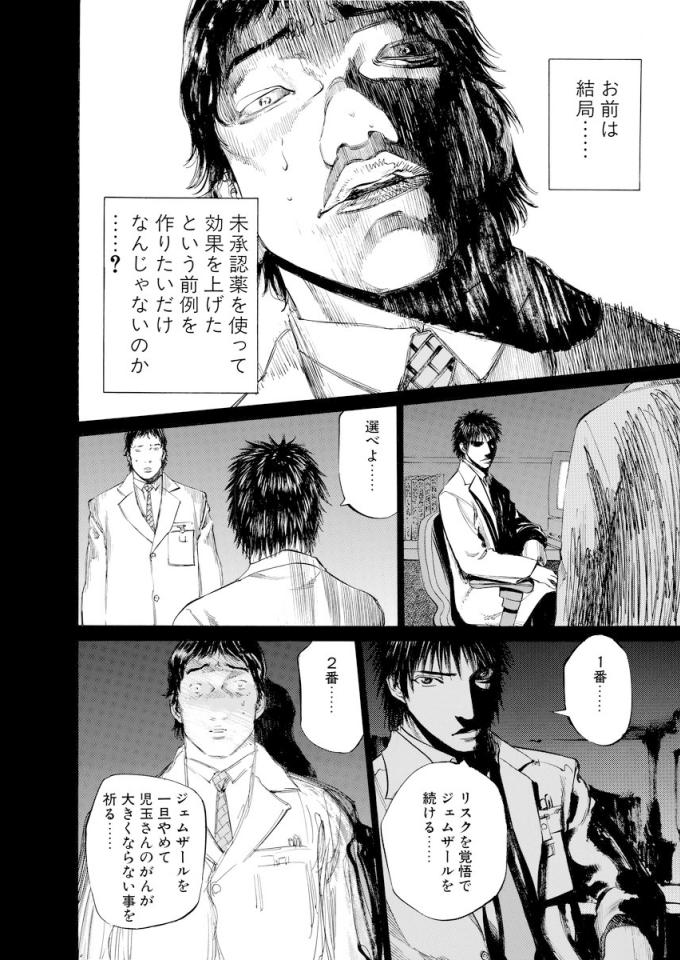 お前は
結局……
未承認薬を使って
効果を上げた
という前例を
作りたいだけ
なんじゃないのか
……?
選べよ……
1番……
リスクを覚悟で
ジェムザールを
続ける……
2番……
ジェムザールを
一旦やめて
児玉さんのがんが
大きくならない事を
祈る……